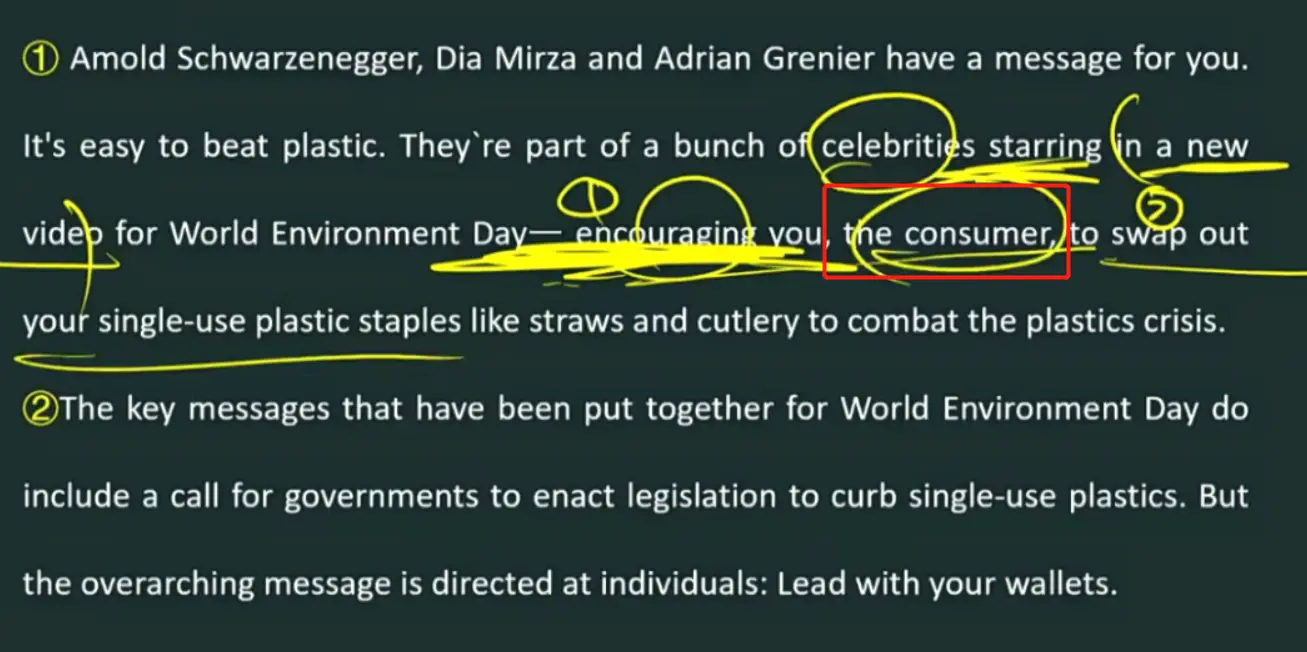 ① Amold Schwarzenegger, Dia Mirza and Adrian Grenier have a message for you.
It's easy to beat plastic. They`re part of a bunch of celebrities starring in a new
video for World Environment Day— encouraging you, the consumer, to swap out
your single-use plastic staples like straws and cutlery to combat the plastics crisis.
②The key messages that have been put together for World Environment Day do
include a call for governments to enact legislation to curb single-use plastics. But
the overarching message is directed at individuals: Lead with your wallets.